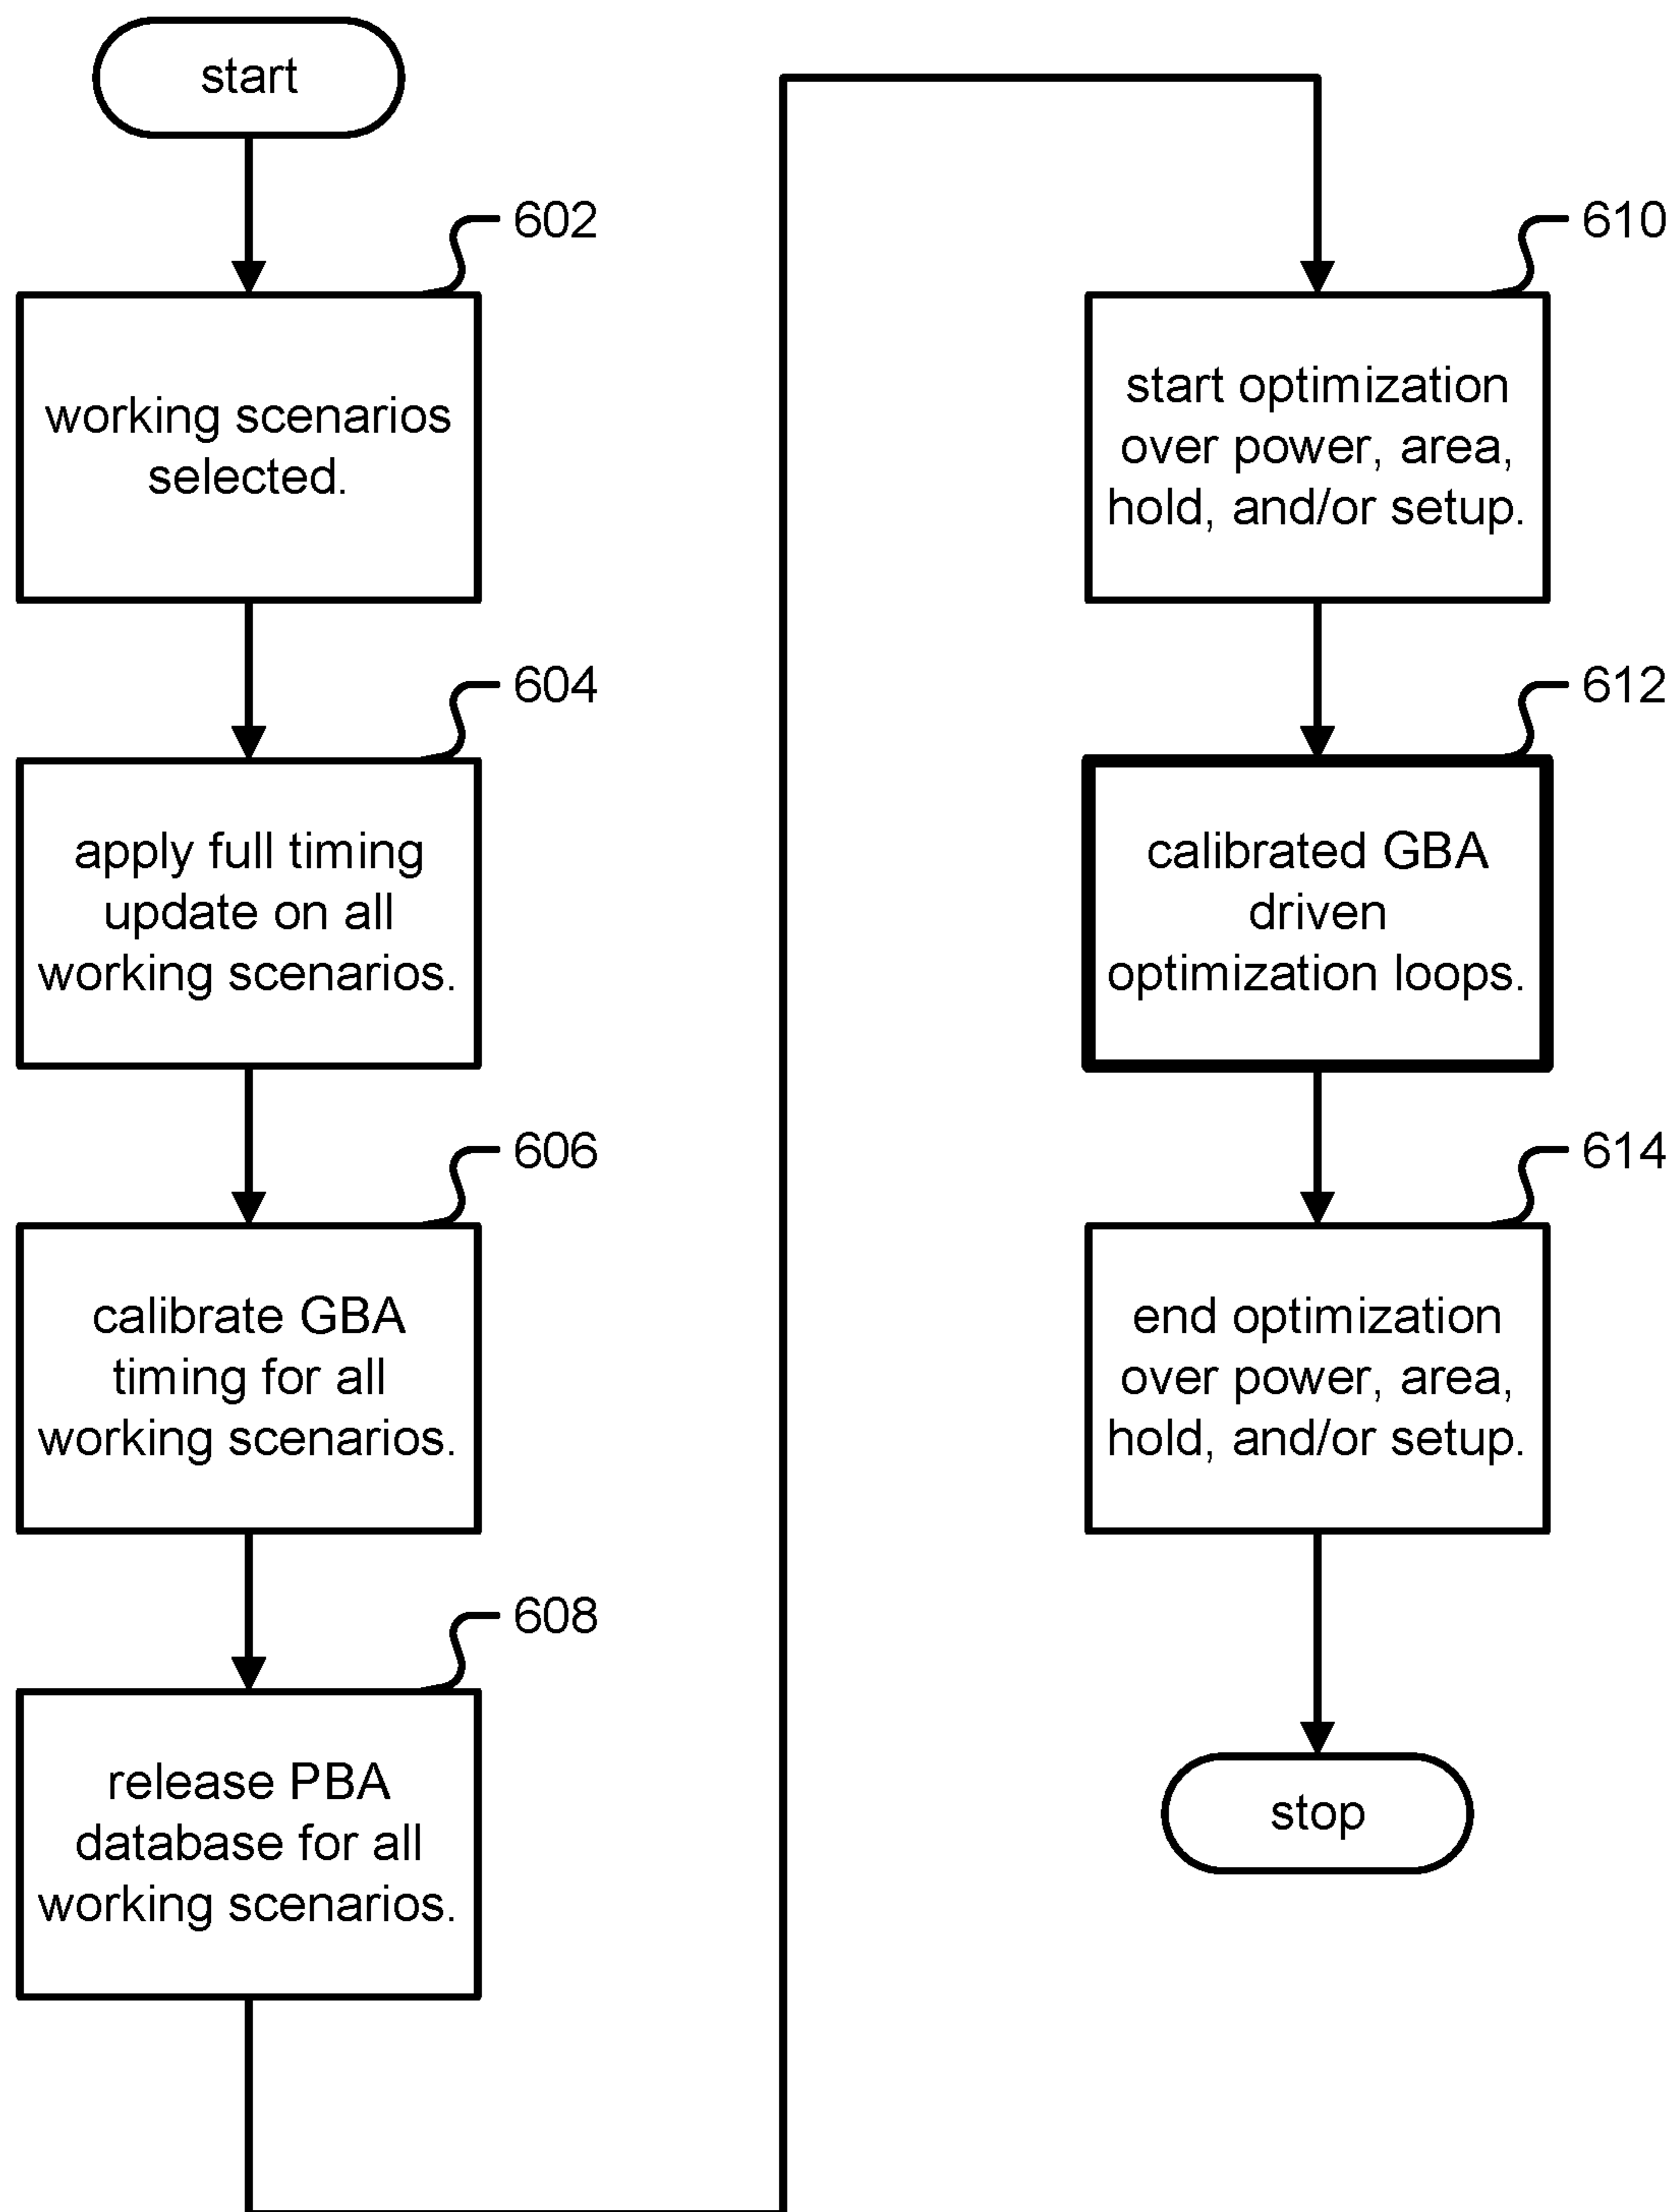 start
602
working scenarios
selected.
604
apply full timing
update on all
working scenarios.
606
calibrate GBA
timing for all
working scenarios.
608
release PBA
database for all
working scenarios.
610
start optimization
over power, area,
hold, and/or setup.
612
calibrated GBA
driven
optimization loops.
614
end optimization
over power, area,
hold, and/or setup.
stop